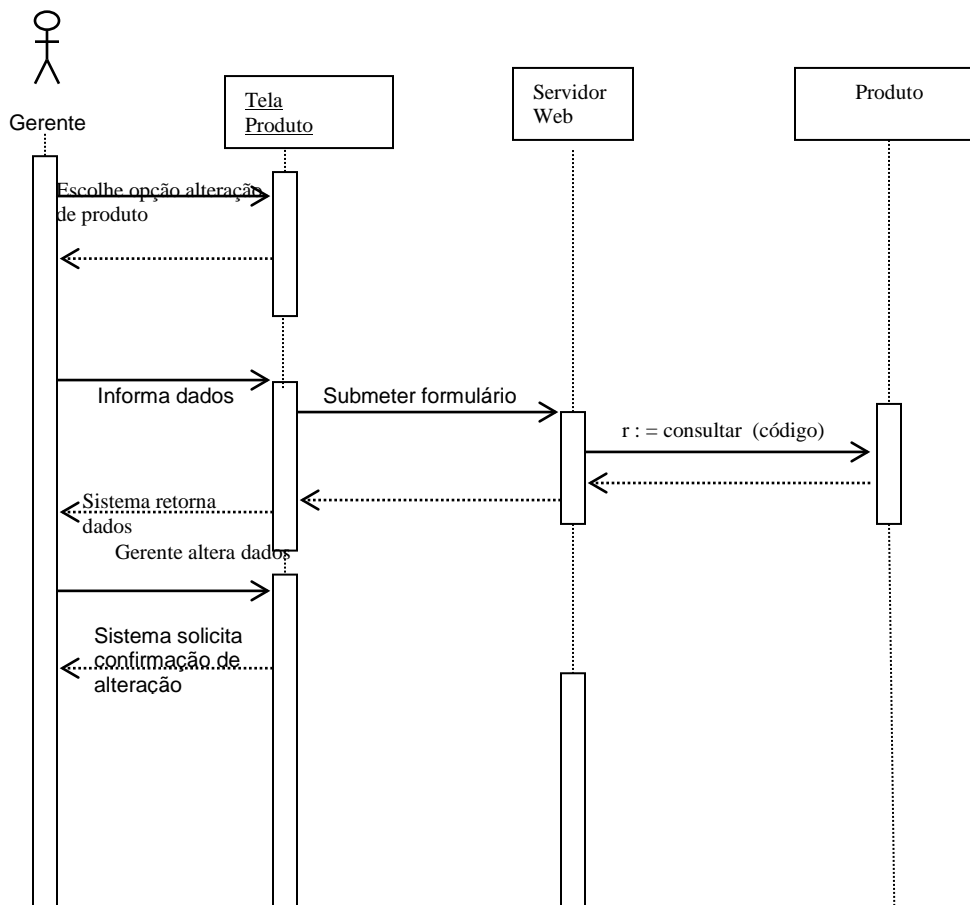 Gerente
Tela
Produto
Servidor
Web
Produto
Escolhe opção alteração
de produto
Informa dados
Submeter formulário
r : = consultar (código)
Sistema retorna
dados
Gerente altera dados
Sistema solicita
confirmação de
alteração